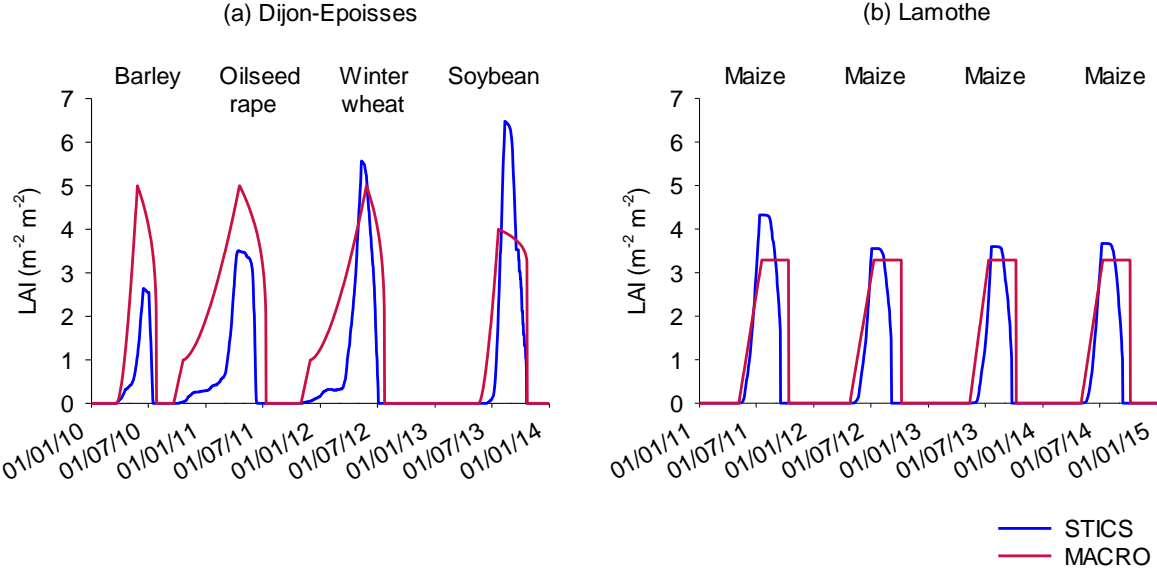 (a) Dijon-Epoisses
(b) Lamothe
Barley
Oilseed
rape
Winter
wheat
Soybean
Maize
Maize
Maize
Maize
LAI (m-2 m-2)
7
6
5
4
3
2
1
0
01/01/10
01/07/10
01/01/11
01/07/11
01/01/12
01/07/12
01/01/13
01/07/13
01/01/14
LAI (m-2 m-2)
7
6
5
4
3
2
1
0
01/01/11
01/07/11
01/01/12
01/07/12
01/01/13
01/07/13
01/01/14
01/07/14
01/01/15
STICS
MACRO